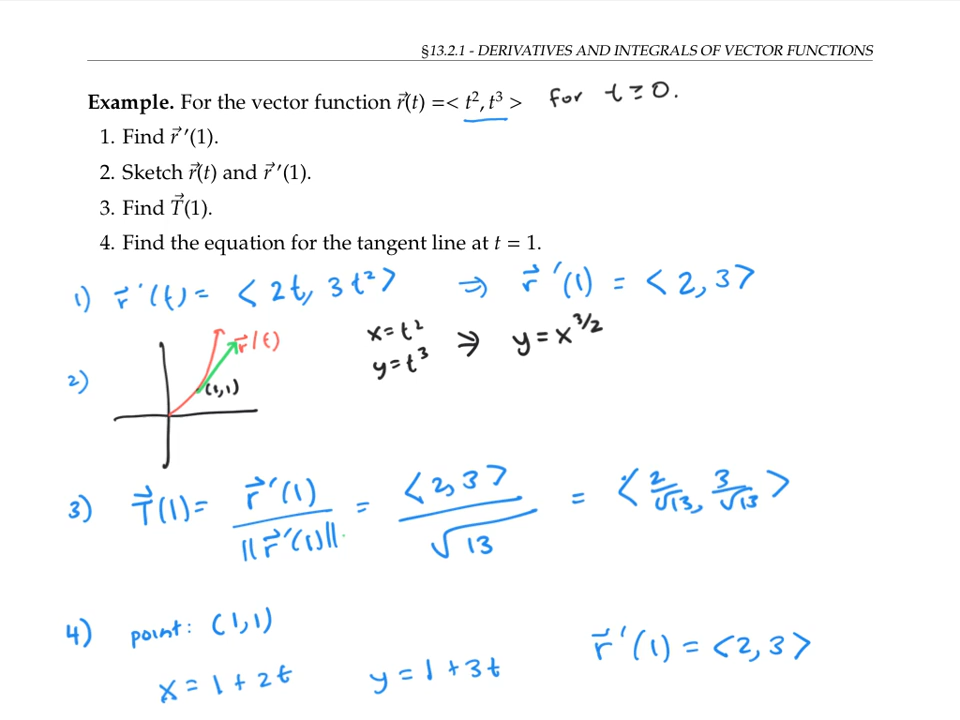 §13.2.1 - DERIVATIVES AND INTEGRALS OF VECTOR FUNCTIONS
Example. For the vector function r⃗(t) =< t², t³ > for t ≥ 0.
1. Find r⃗ ′(1).
2. Sketch r⃗(t) and r⃗ ′(1).
3. Find T⃗(1).
4. Find the equation for the tangent line at t = 1.
1) r⃗ ′(t) = < 2t, 3t² > ⇒ r⃗ ′(1) = < 2, 3 >
2) r⃗(t) (1,1)
x = t² ⇒ y = x^(3/2)
y = t³
3) T⃗(1) = r⃗ ′(1) / ||r⃗ ′(1)|| = < 2, 3 > / √13 = < 2/√13, 3/√13 >
4) point: (1,1) r⃗ ′(1) = < 2, 3 >
x = 1 + 2t y = 1 + 3t